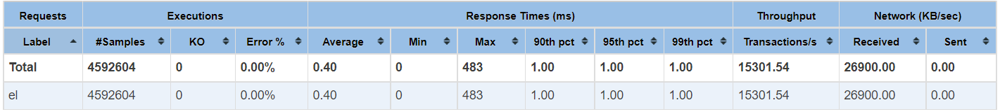 Requests Executions Response Times (ms) Throughput Network (KB/sec)
Label #Samples KO Error % Average Min Max 90th pct 95th pct 99th pct Transactions/s Received Sent
Total 4592604 0 0.00% 0.40 0 483 1.00 1.00 1.00 15301.54 26900.00 0.00
el 4592604 0 0.00% 0.40 0 483 1.00 1.00 1.00 15301.54 26900.00 0.00